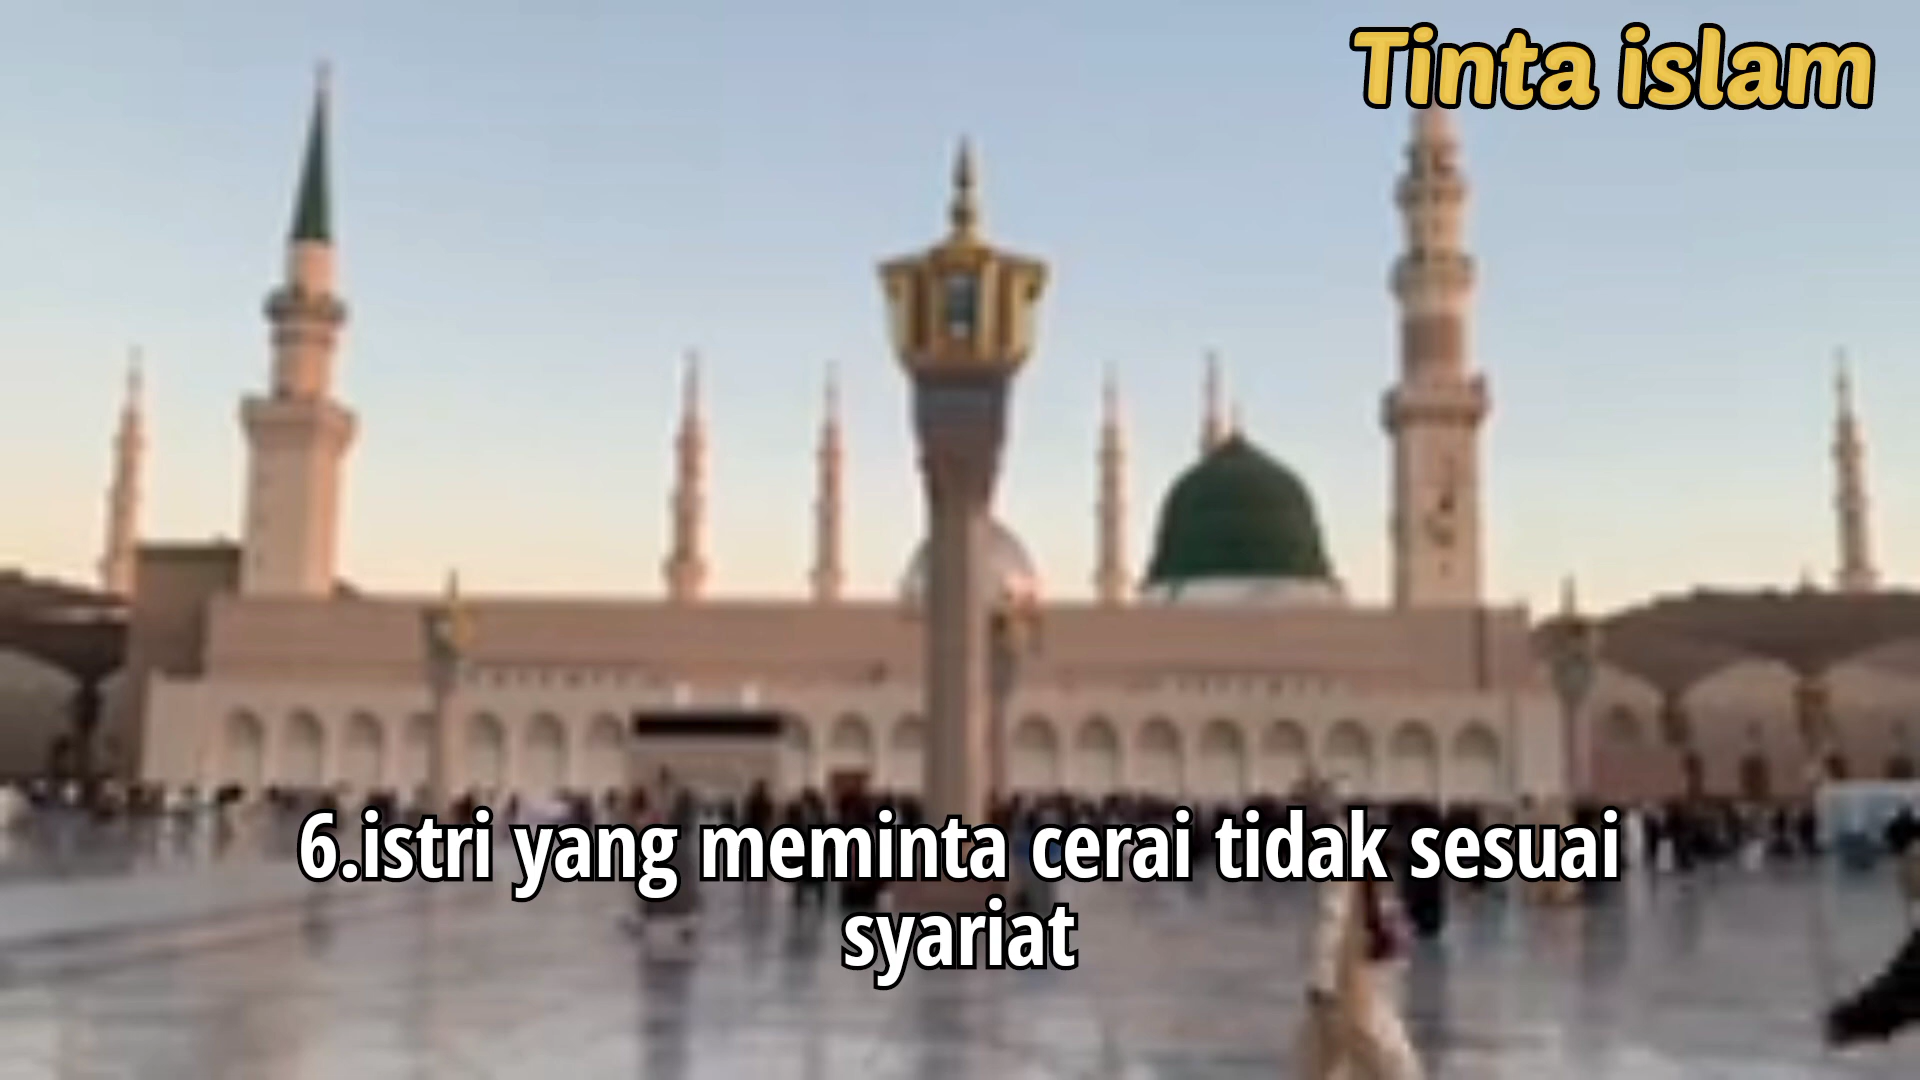 Tinta islam
6.istri yang meminta cerai tidak sesuai
syariat